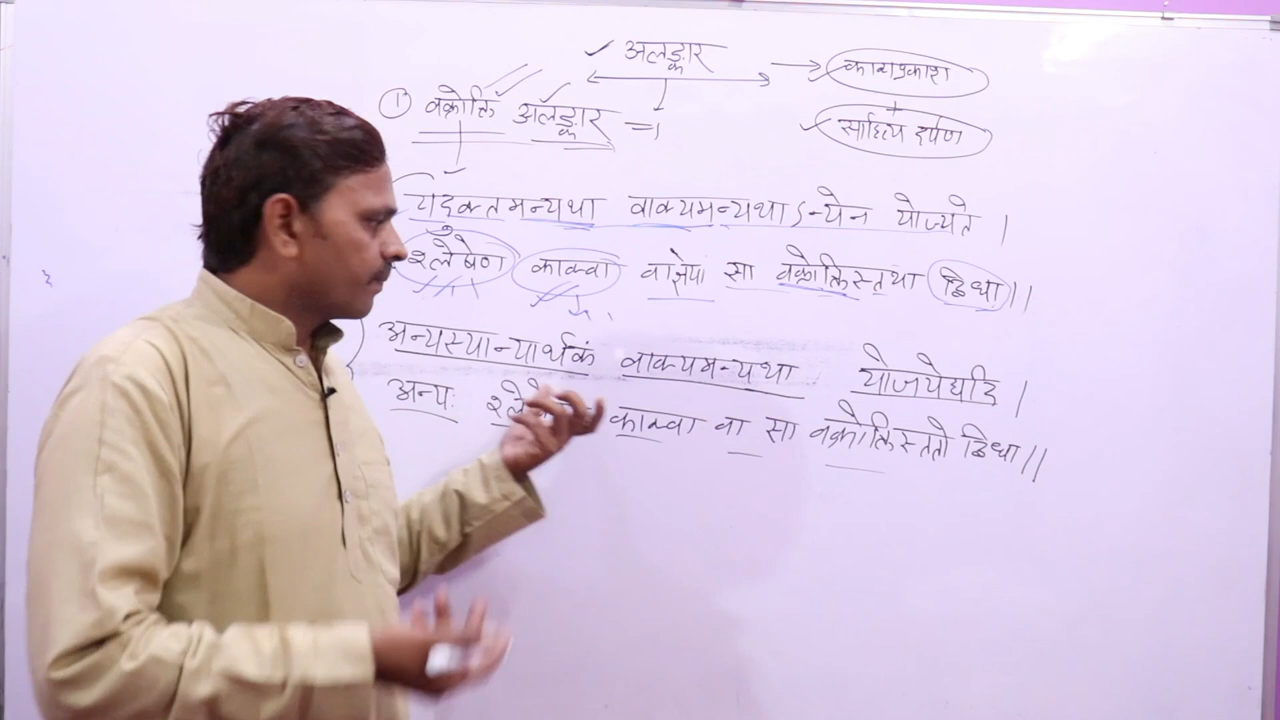 ✓ अलङ्कार → काव्यप्रकाश
+
① वक्रोक्ति अलङ्कार =। ✓ साहित्य दर्पण
यदुक्तमन्यथा वाक्यमन्यथाऽन्येन योज्यते ।
श्लेषेण काक्वा वा ज्ञेया सा वक्रोक्तिस्तथा द्विधा ।।
अन्यस्यान्यार्थकं वाक्यमन्यथा योजयेद्यदि ।
अन्यः काक्वा वा सा वक्रोक्तिस्ततो द्विधा ।।